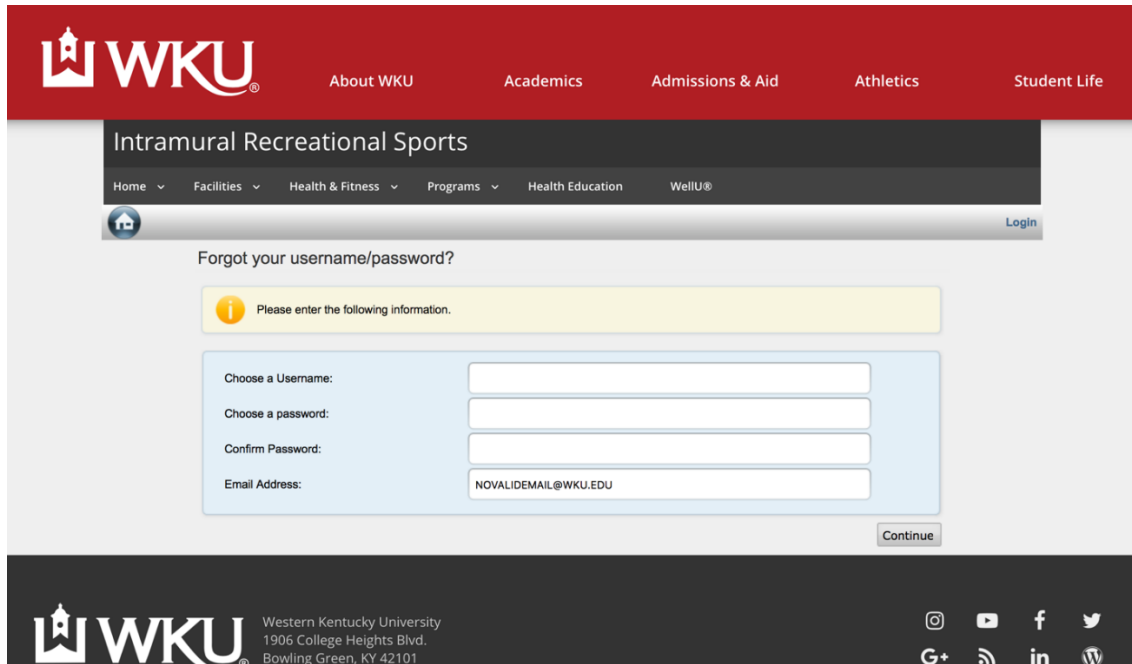 WKU®
About WKU Academics Admissions & Aid Athletics Student Life
Intramural Recreational Sports
Home Facilities Health & Fitness Programs Health Education WellU®
Login
Forgot your username/password?
i Please enter the following information.
Choose a Username:
Choose a password:
Confirm Password:
Email Address: NOVALIDEMAIL@WKU.EDU
Continue
WKU®
Western Kentucky University
1906 College Heights Blvd.
Bowling Green, KY 42101
f
G+ in W